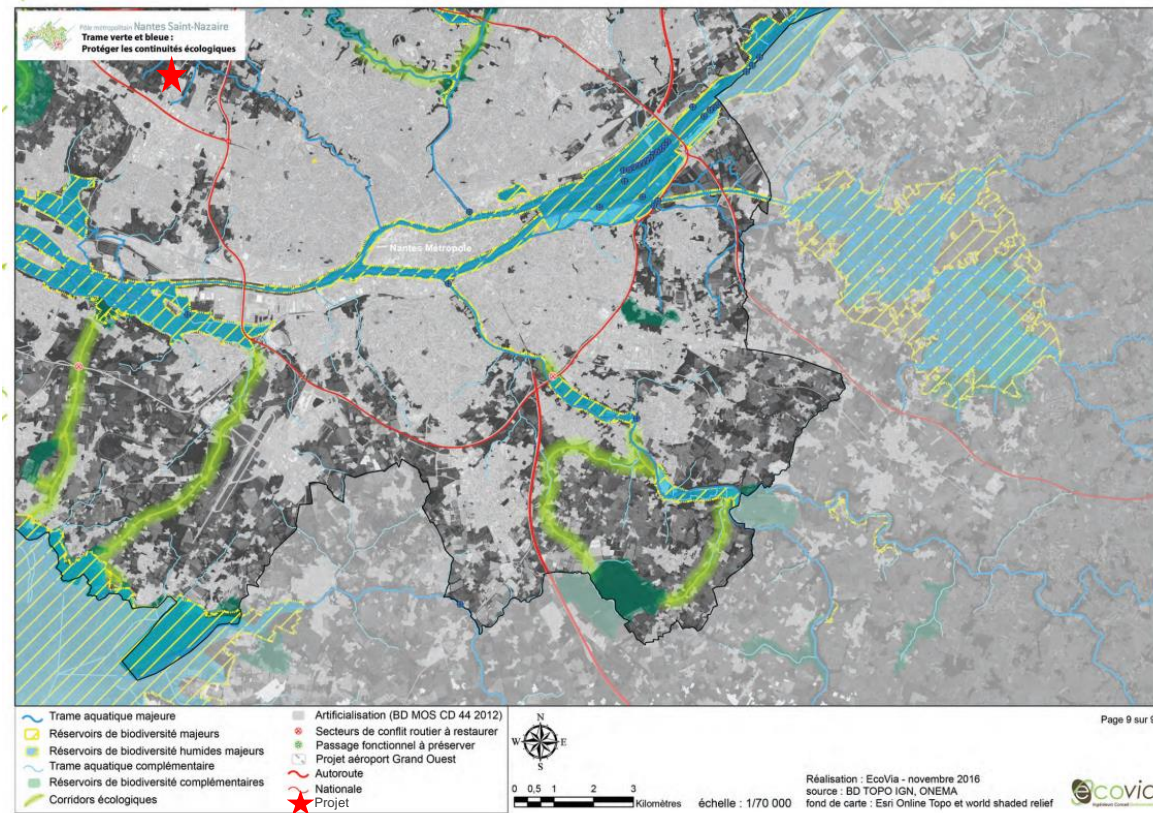 Pôle métropolitain Nantes Saint-Nazaire
Trame verte et bleue :
Protéger les continuités écologiques
Nantes Métropole
Trame aquatique majeure
Réservoirs de biodiversité majeurs
Réservoirs de biodiversité humides majeurs
Trame aquatique complémentaire
Réservoirs de biodiversité complémentaires
Corridors écologiques
Artificialisation (BD MOS CD 44 2012)
Secteurs de conflit routier à restaurer
Passage fonctionnel à préserver
Projet aéroport Grand Ouest
Autoroute
Nationale
Projet
N
W E
S
0 0,5 1 2 3
Kilomètres
échelle : 1/70 000
Page 9 sur 9
Réalisation : EcoVia - novembre 2016
source : BD TOPO IGN, ONEMA
fond de carte : Esri Online Topo et world shaded relief
ecovia